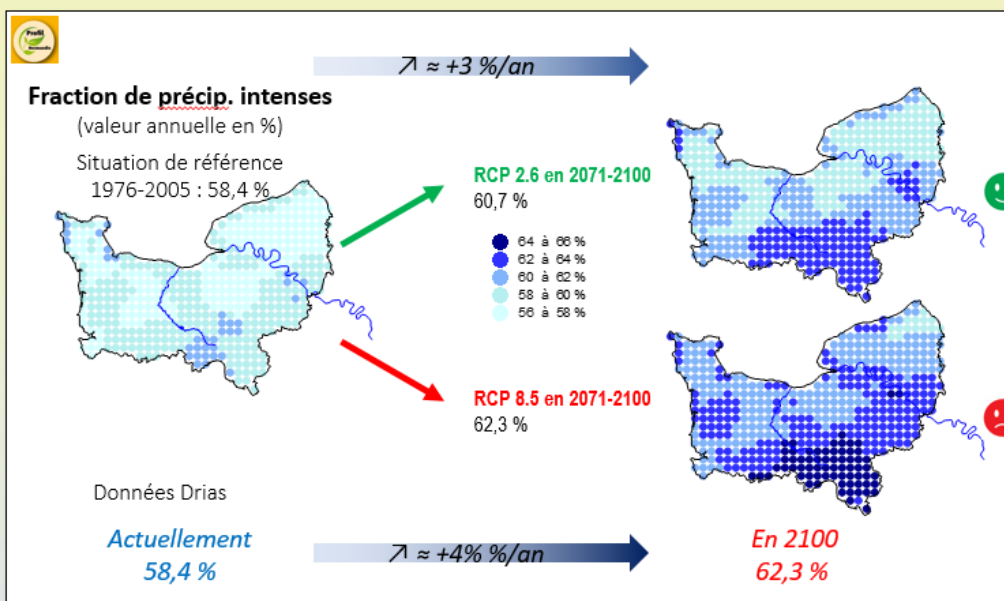 Profil
Normandie
↗ ≈ +3 %/an
Fraction de précip. intenses
(valeur annuelle en %)
Situation de référence
1976-2005 : 58,4 %
RCP 2.6 en 2071-2100
60,7 %
64 à 66 %
62 à 64 %
60 à 62 %
58 à 60 %
56 à 58 %
RCP 8.5 en 2071-2100
62,3 %
Données Drias
Actuellement
58,4 %
↗ ≈ +4% %/an
En 2100
62,3 %